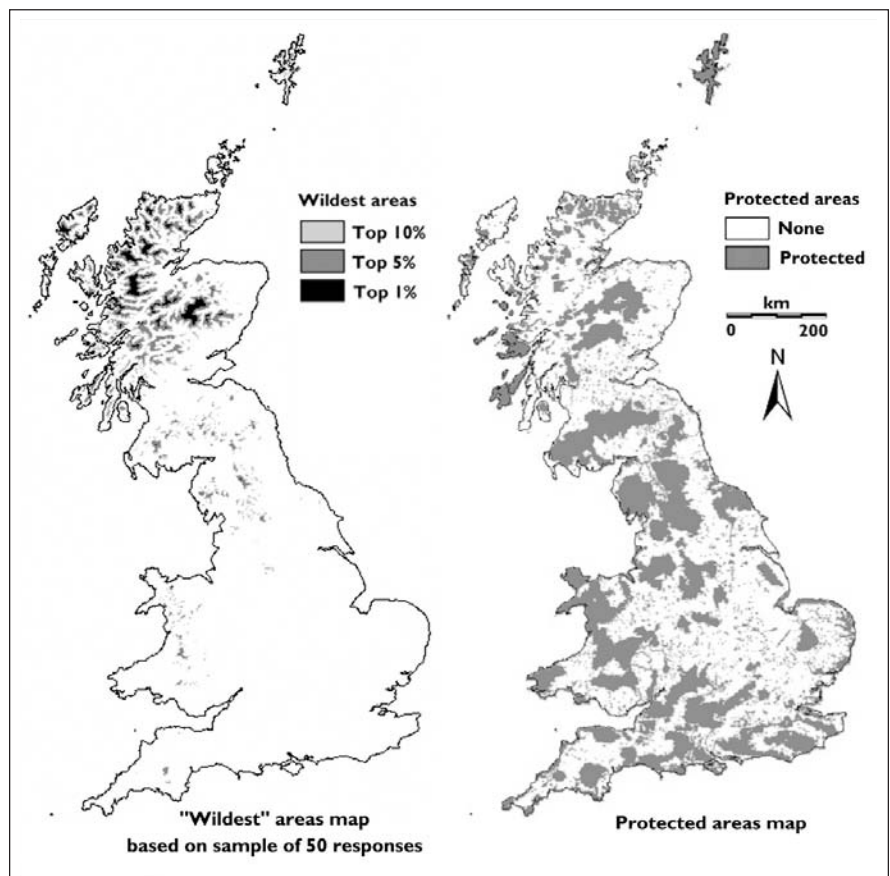 Wildest areas
Top 10%
Top 5%
Top 1%
"Wildest" areas map
based on sample of 50 responses
Protected areas
None
Protected
km
0 200
N
Protected areas map